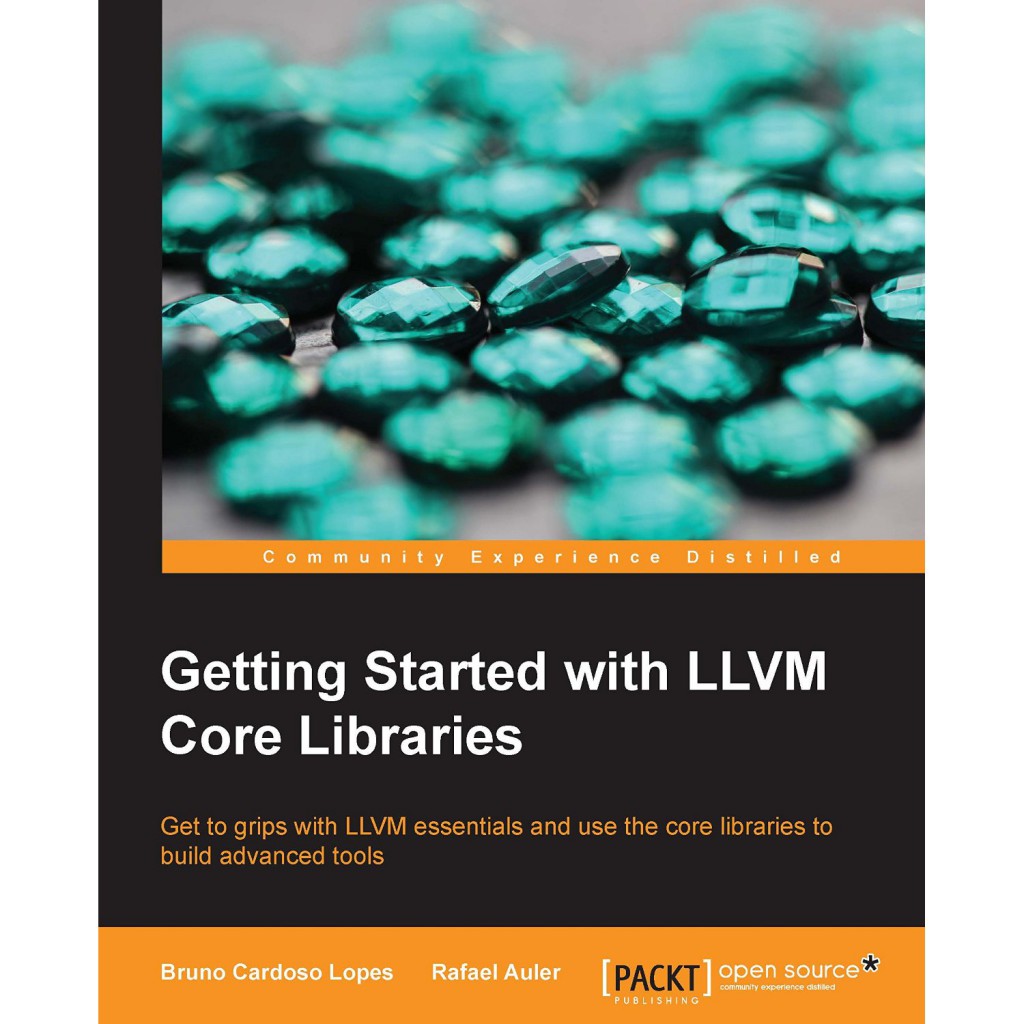 Community Experience Distilled
Getting Started with LLVM
Core Libraries
Get to grips with LLVM essentials and use the core libraries to
build advanced tools
Bruno Cardoso Lopes Rafael Auler
[PACKT] open source*
PUBLISHING community experience distilled